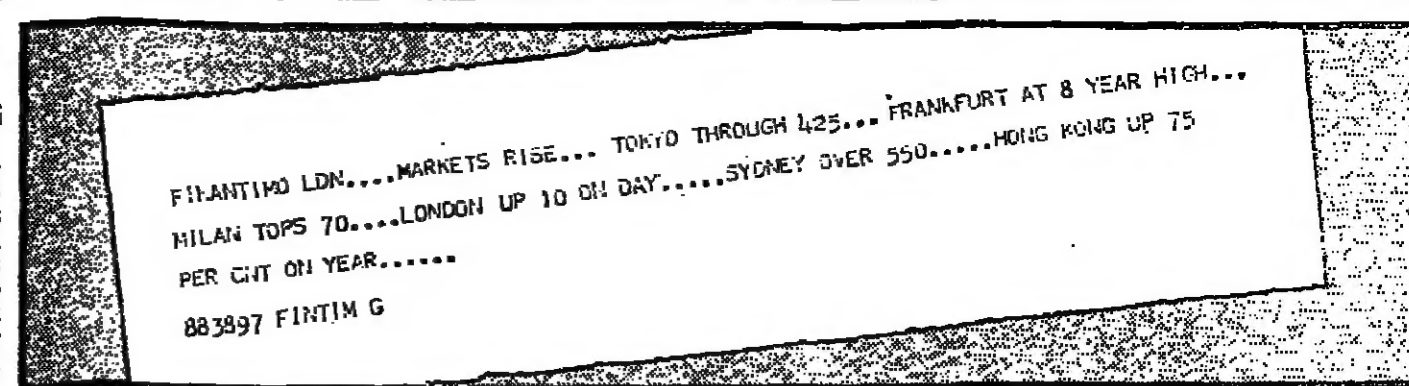 FINANTIMO LDN....MARKETS RISE... TOKYO THROUGH 425... FRANKFURT AT 8 YEAR HIGH...
MILAN TOPS 70....LONDON UP 10 ON DAY.....SYDNEY OVER 550.....HONG KONG UP 75
PER CNT ON YEAR......
883897 FINTIM G